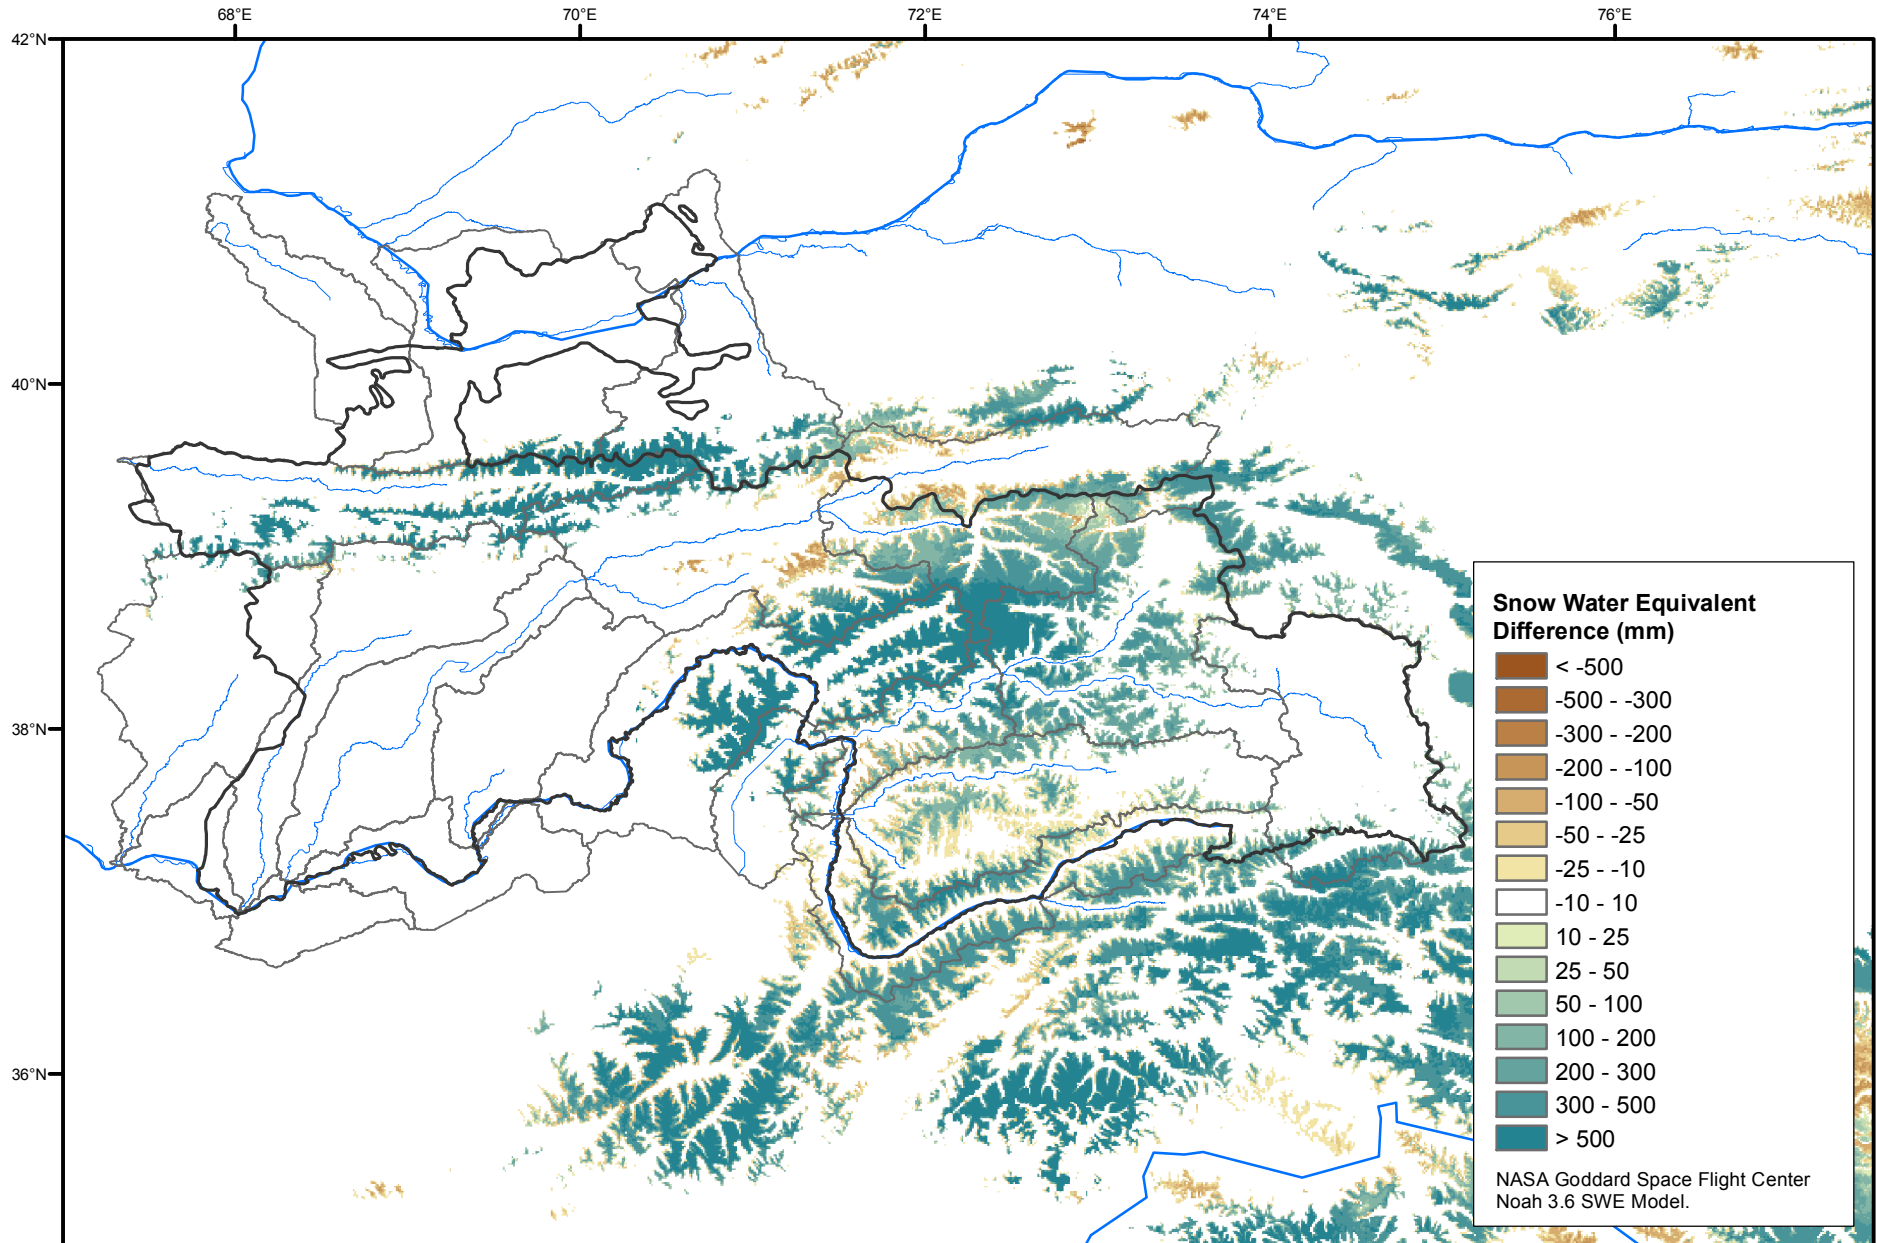 68°E 70°E 72°E 74°E 76°E
42°N
40°N
38°N
36°N
Snow Water Equivalent
Difference (mm)
< -500
-500 - -300
-300 - -200
-200 - -100
-100 - -50
-50 - -25
-25 - -10
-10 - 10
10 - 25
25 - 50
50 - 100
100 - 200
200 - 300
300 - 500
> 500
NASA Goddard Space Flight Center
Noah 3.6 SWE Model.